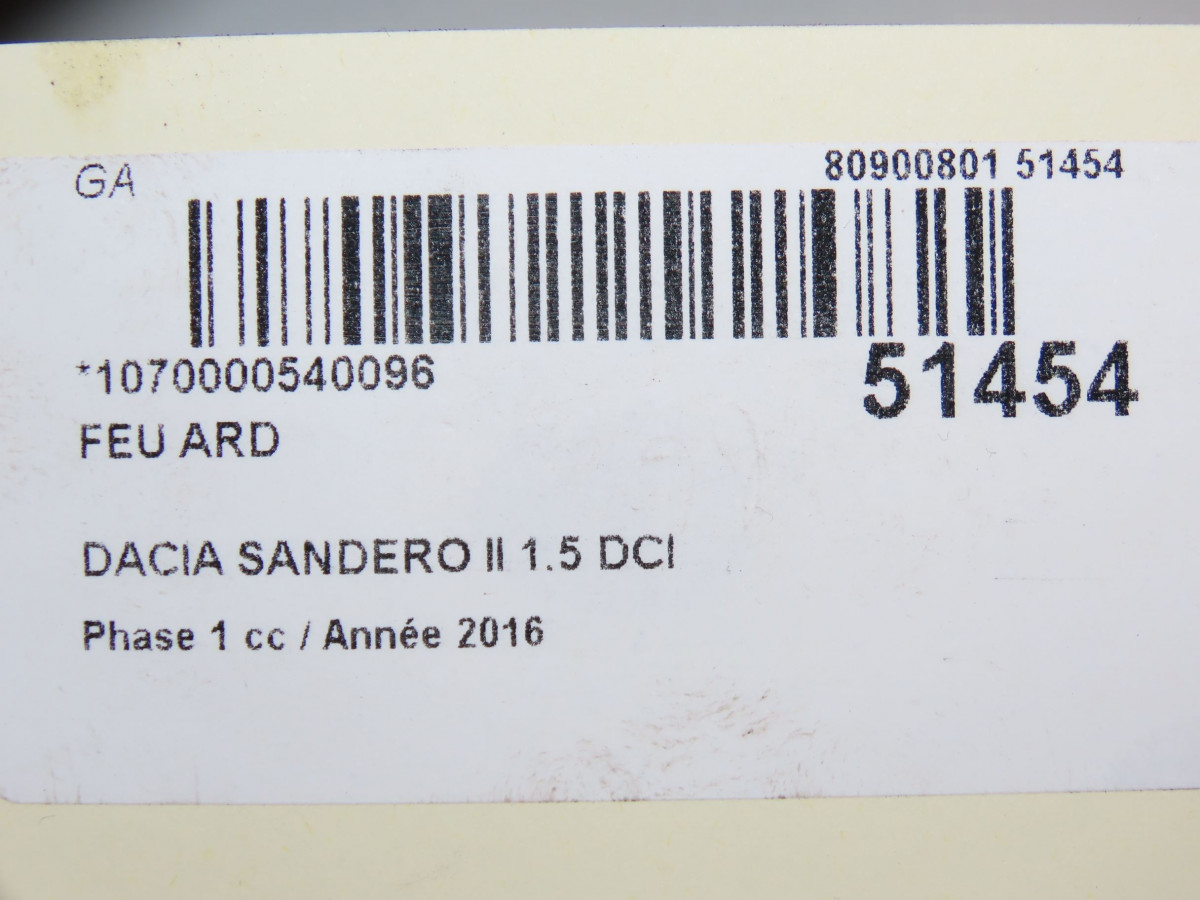 GA
80900801 51454
*1070000540096
51454
FEU ARD
DACIA SANDERO II 1.5 DCI
Phase 1 cc / Année 2016